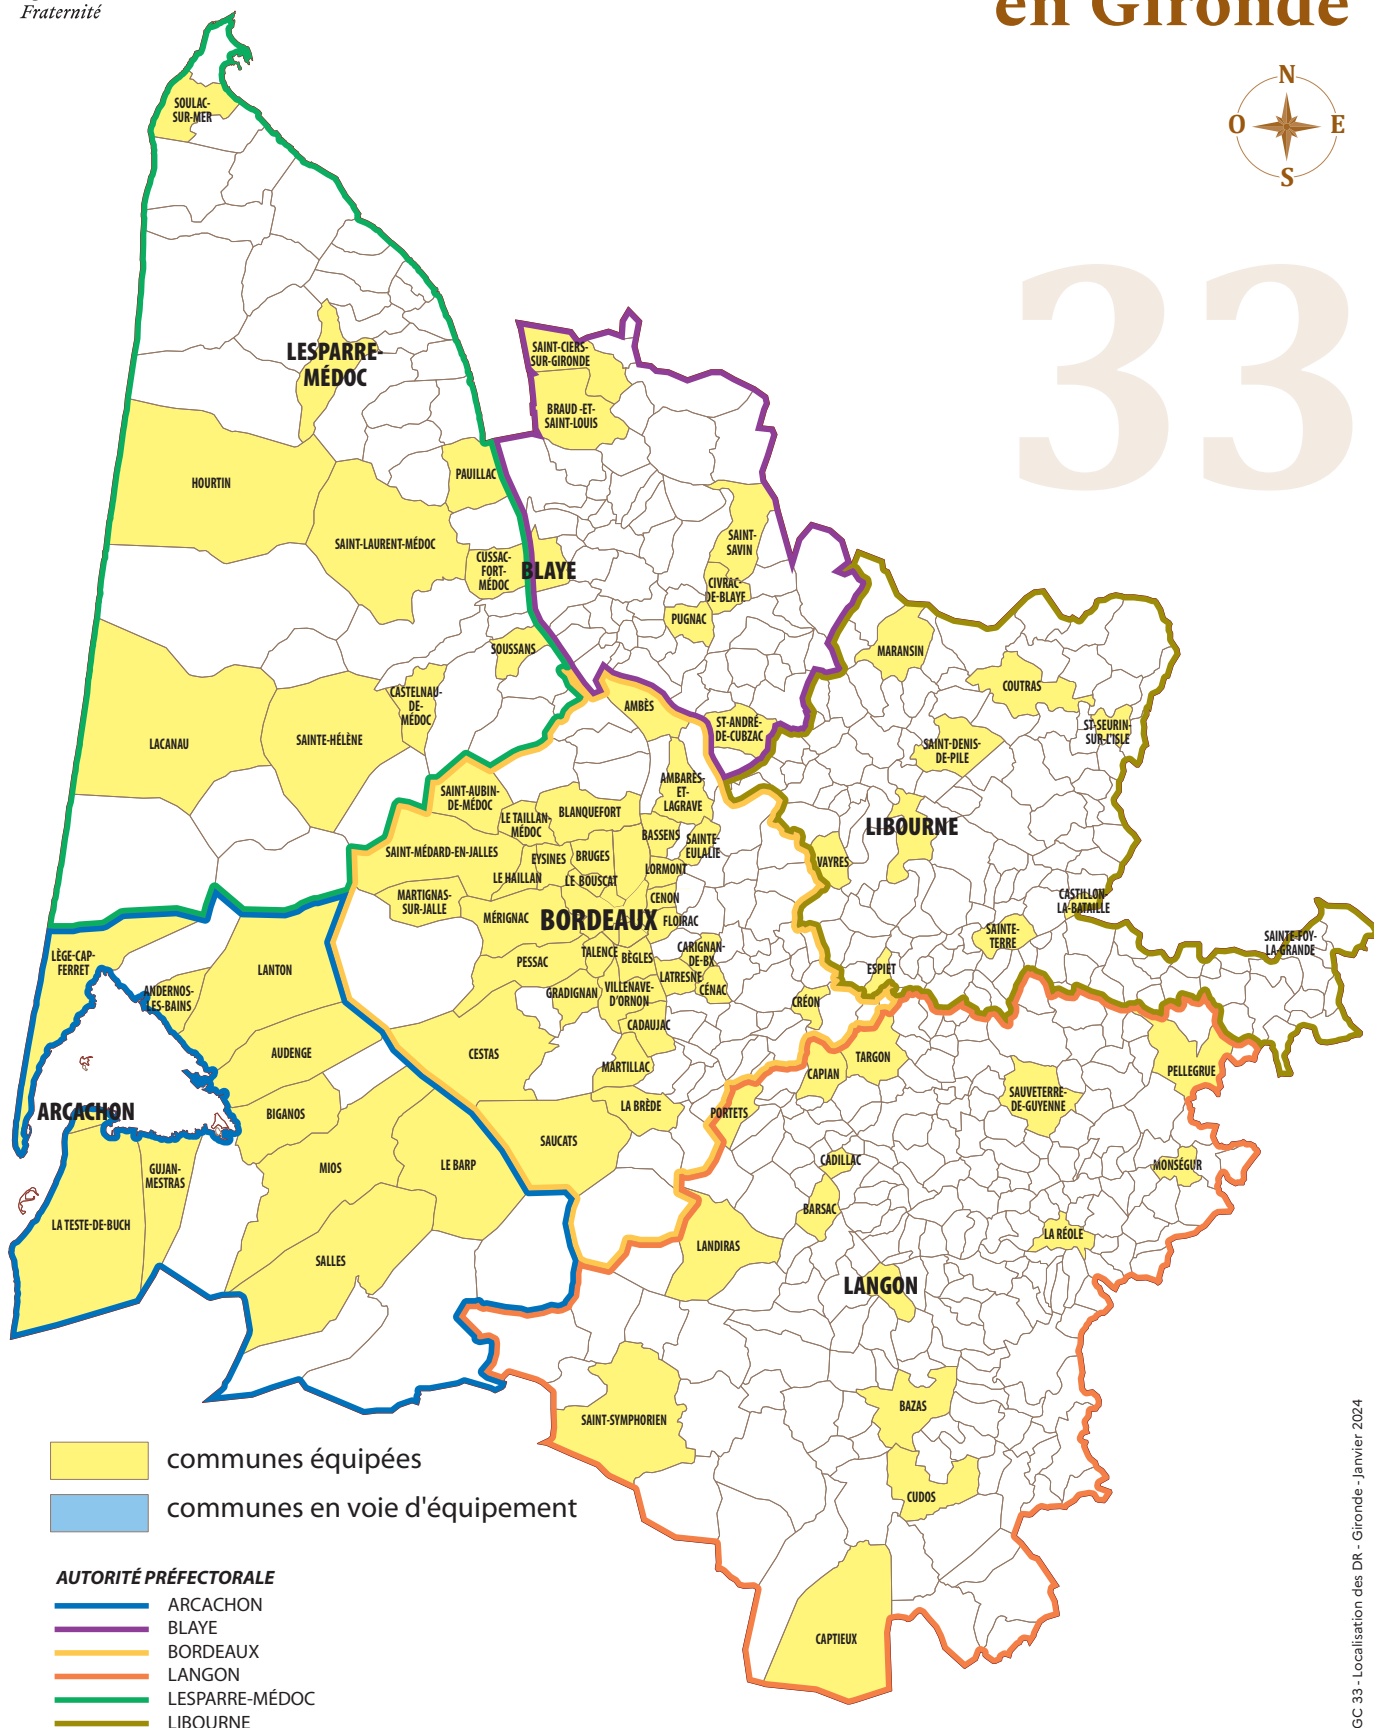 Fraternité
en Gironde
N
O
E
S
33
SOULAC-
SUR-MER
LESPARRE-
MÉDOC
SAINT-CIERS-
SUR-GIRONDE
BRAUD -ET-
SAINT-LOUIS
HOURTIN
PAUILLAC
SAINT-LAURENT-MÉDOC
CUSSAC-
FORT-
MÉDOC
BLAYE
SAINT-
SAVIN
CIVRAC-
DE-BLAYE
PUGNAC
SOUSSANS
MARANSIN
COUTRAS
CASTELNAU-
DE-
MÉDOC
AMBÈS
ST-ANDRÉ-
DE-CUBZAC
ST-SEURIN-
SUR-L'ISLE
LACANAU
SAINTE-HÉLÈNE
SAINT-DENIS-
DE-PILE
SAINT-AUBIN-
DE-MÉDOC
AMBARÈS-
ET-
LAGRAVE
LE TAILLAN-
MÉDOC
BLANQUEFORT
BASSENS
SAINTE-
EULALIE
LIBOURNE
SAINT-MÉDARD-EN-JALLES
EYSINES
BRUGES
VAYRES
LE HAILLAN
LE BOUSCAT
LORMONT
MARTIGNAS-
SUR-JALLE
CENON
CASTILLON-
LA-BATAILLE
MÉRIGNAC
BORDEAUX
FLOIRAC
SAINTE-
TERRE
SAINTE-FOY-
LA-GRANDE
LÈGE-CAP-
FERRET
LANTON
PESSAC
TALENCE
BÈGLES
CARIGNAN-
DE-BX
ESPIET
ANDERNOS-
LES-BAINS
GRADIGNAN
VILLENAVE-
D'ORNON
LATRESNE
CÉNAC
CRÉON
CADAUJAC
AUDENGE
CESTAS
MARTILLAC
CAPIAN
TARGON
PELLEGRUE
ARCACHON
BIGANOS
LA BRÈDE
PORTETS
SAUVETERRE-
DE-GUYENNE
SAUCATS
GUJAN-
MESTRAS
MIOS
LE BARP
CADILLAC
MONSÉGUR
LA TESTE-DE-BUCH
BARSAC
SALLES
LANDIRAS
LA RÉOLE
LANGON
SAINT-SYMPHORIEN
BAZAS
CUDOS
CAPTIEUX
communes équipées
communes en voie d'équipement
AUTORITÉ PRÉFECTORALE
ARCACHON
BLAYE
BORDEAUX
LANGON
LESPARRE-MÉDOC
LIBOURNE
GC 33 - Localisation des DR - Gironde - Janvier 2024